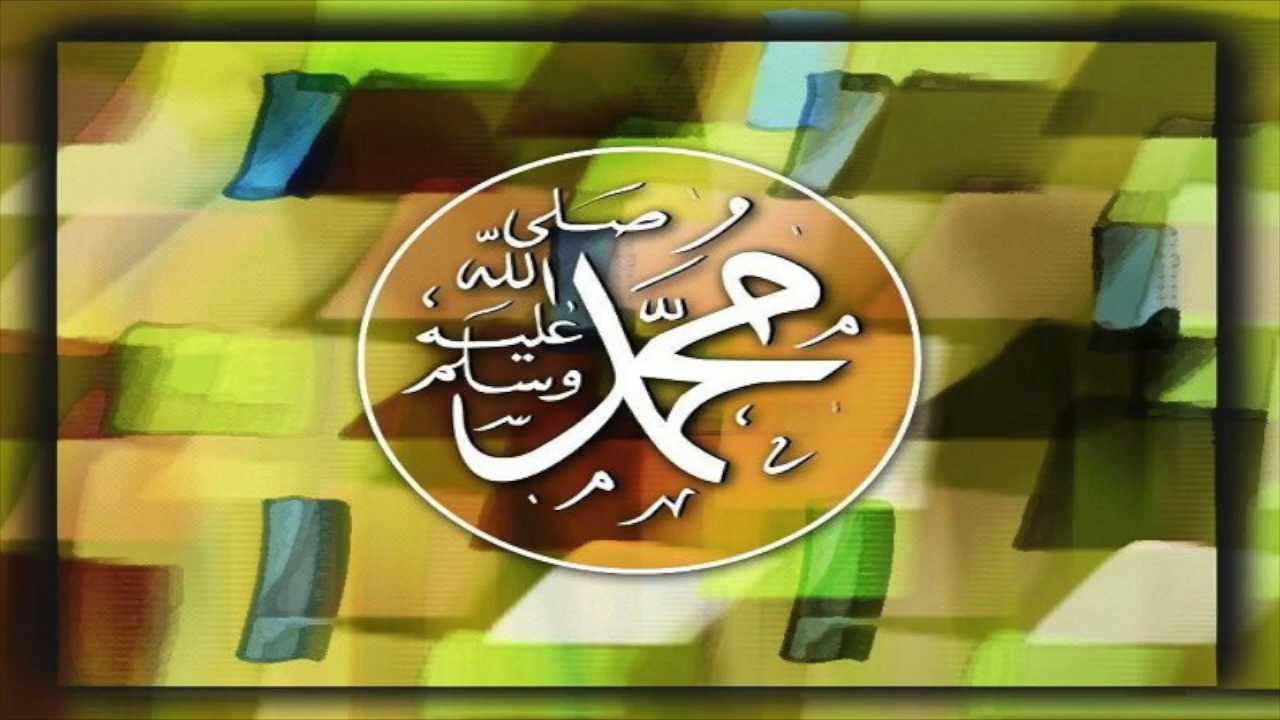 محمد
صلى
الله
عليه
وسلم